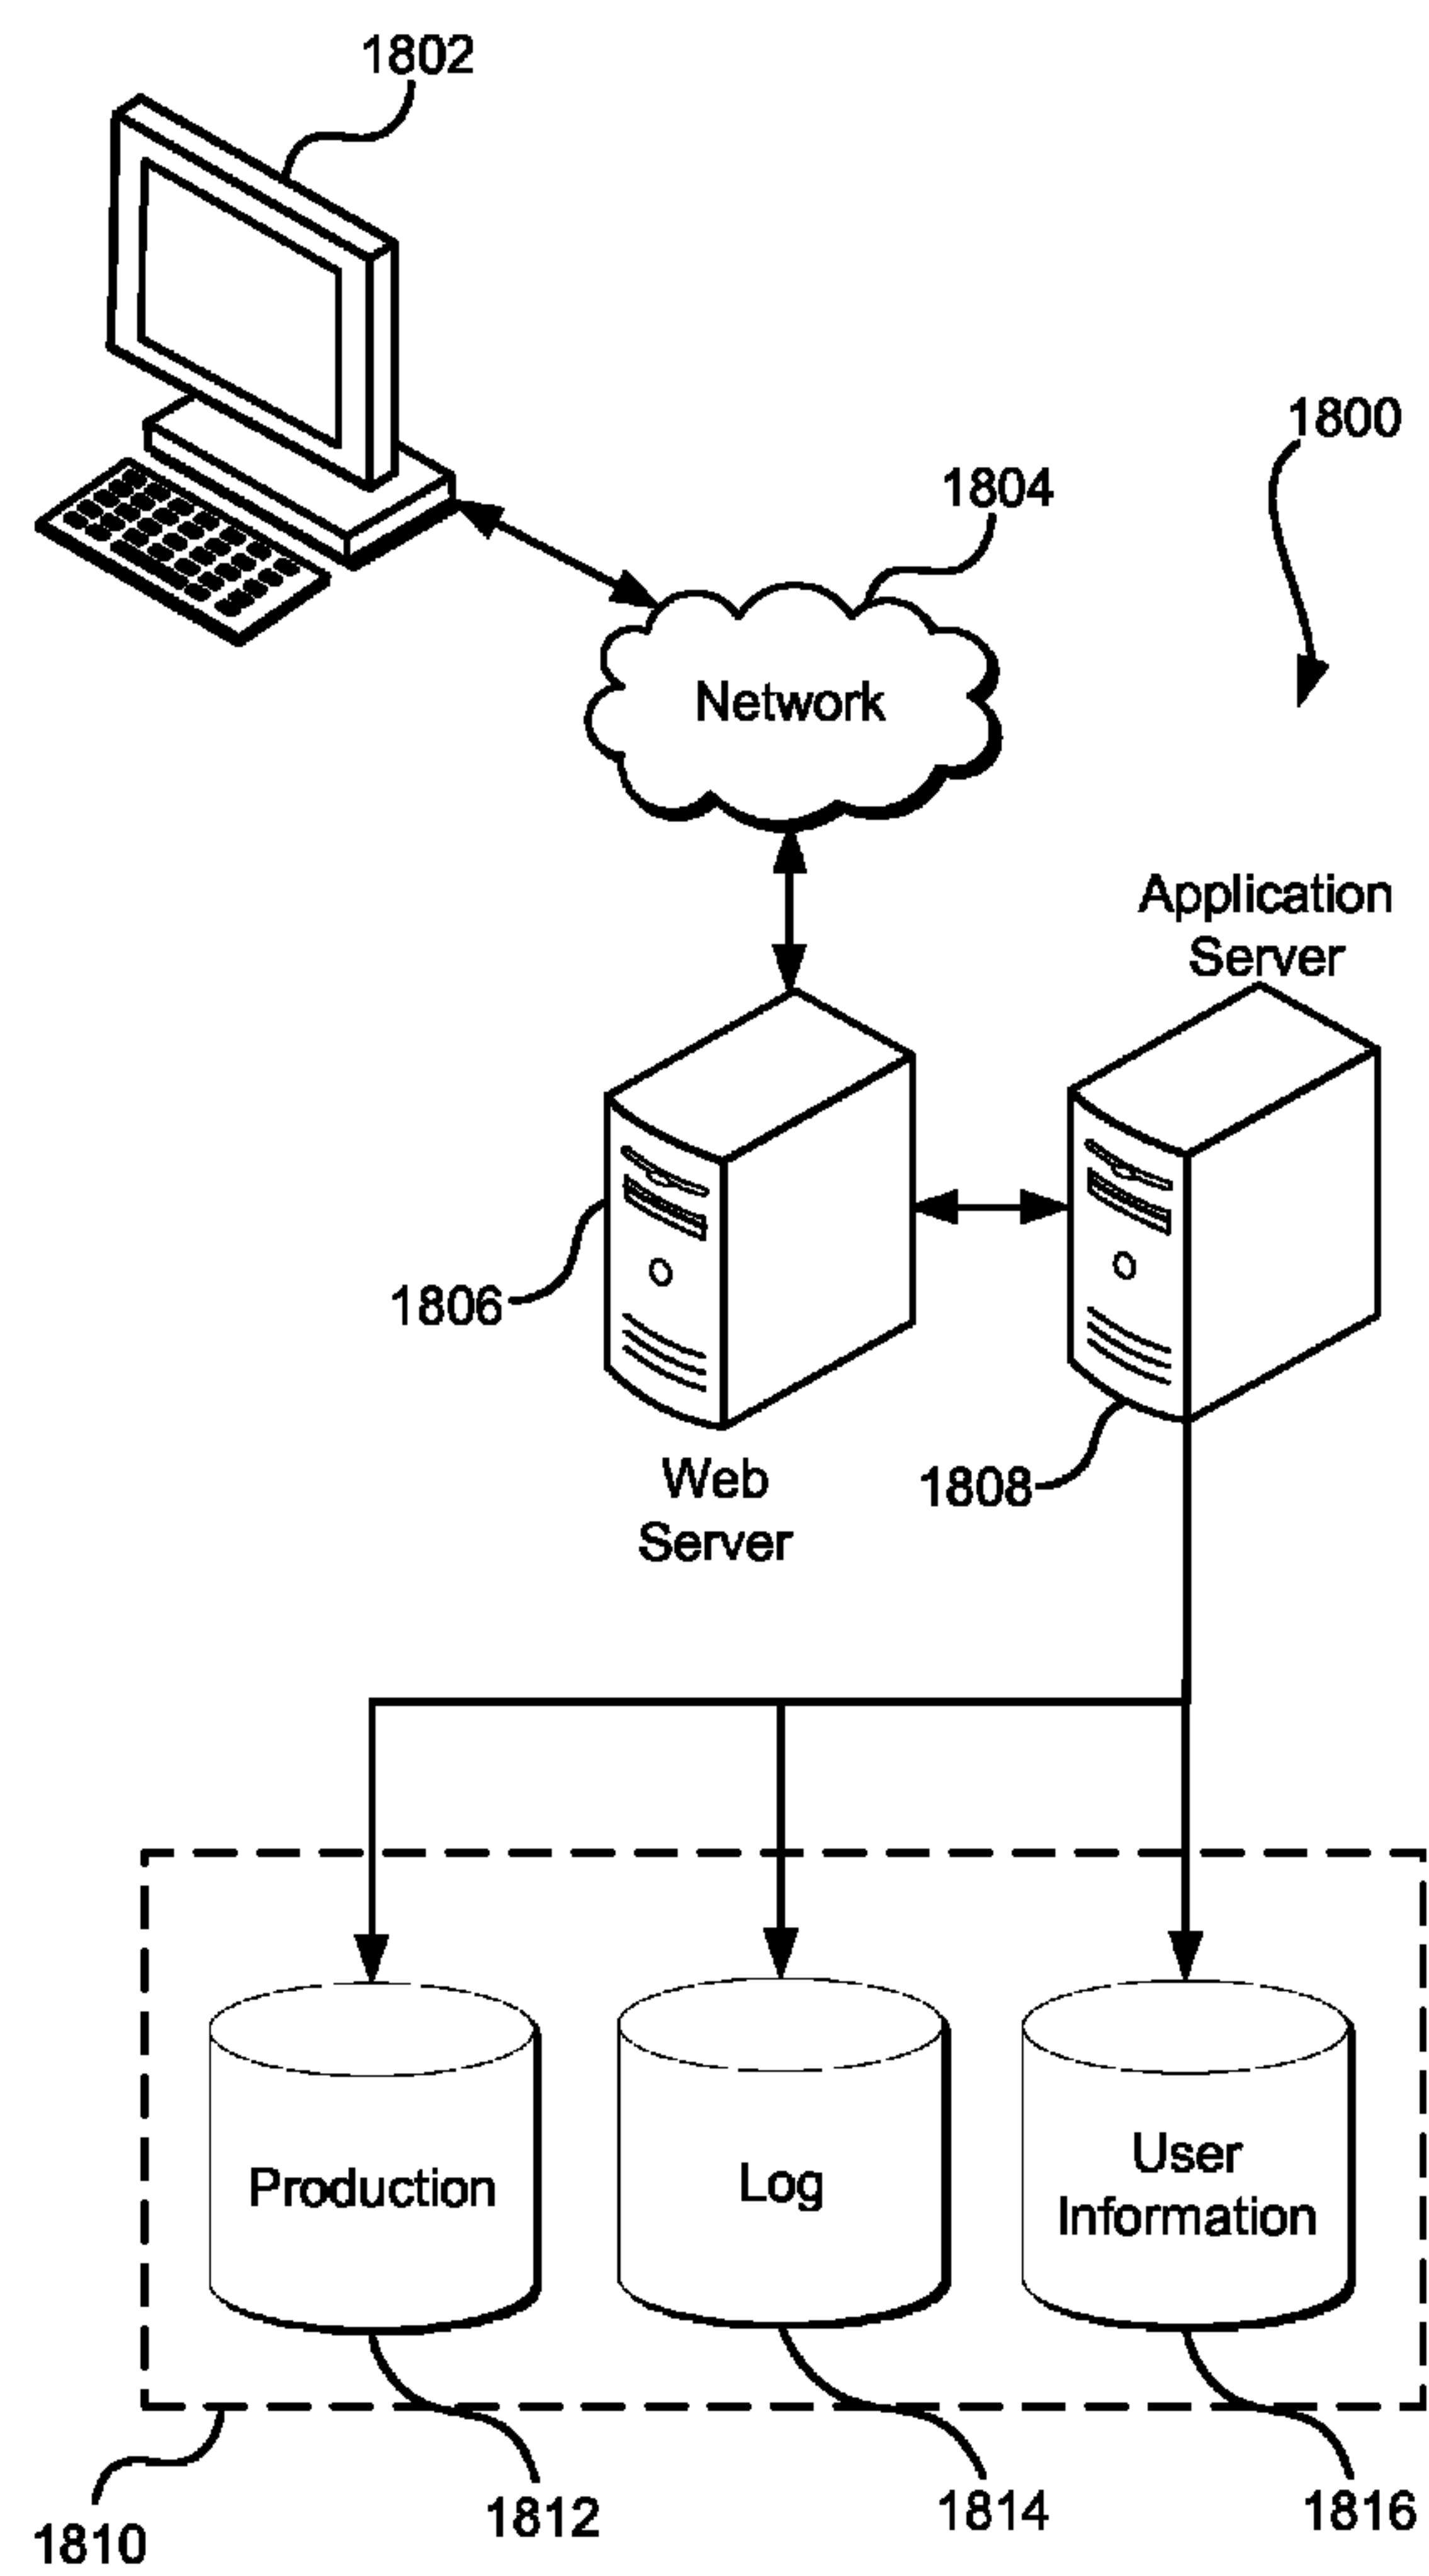 1802
1800
1804
Network
Application
Server
1806
1808
Web
Server
Production
Log
User
Information
1810
1812
1814
1816